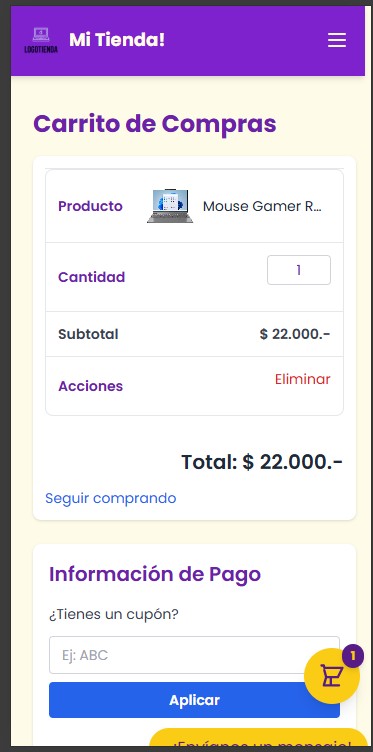 LOGOTIENDA
Mi Tienda!
Carrito de Compras
Producto
Mouse Gamer R...
Cantidad
1
Subtotal
$ 22.000.-
Acciones
Eliminar
Total: $ 22.000.-
Seguir comprando
Información de Pago
¿Tienes un cupón?
Ej: ABC
1
Aplicar
¡Envíanos un mensaje!